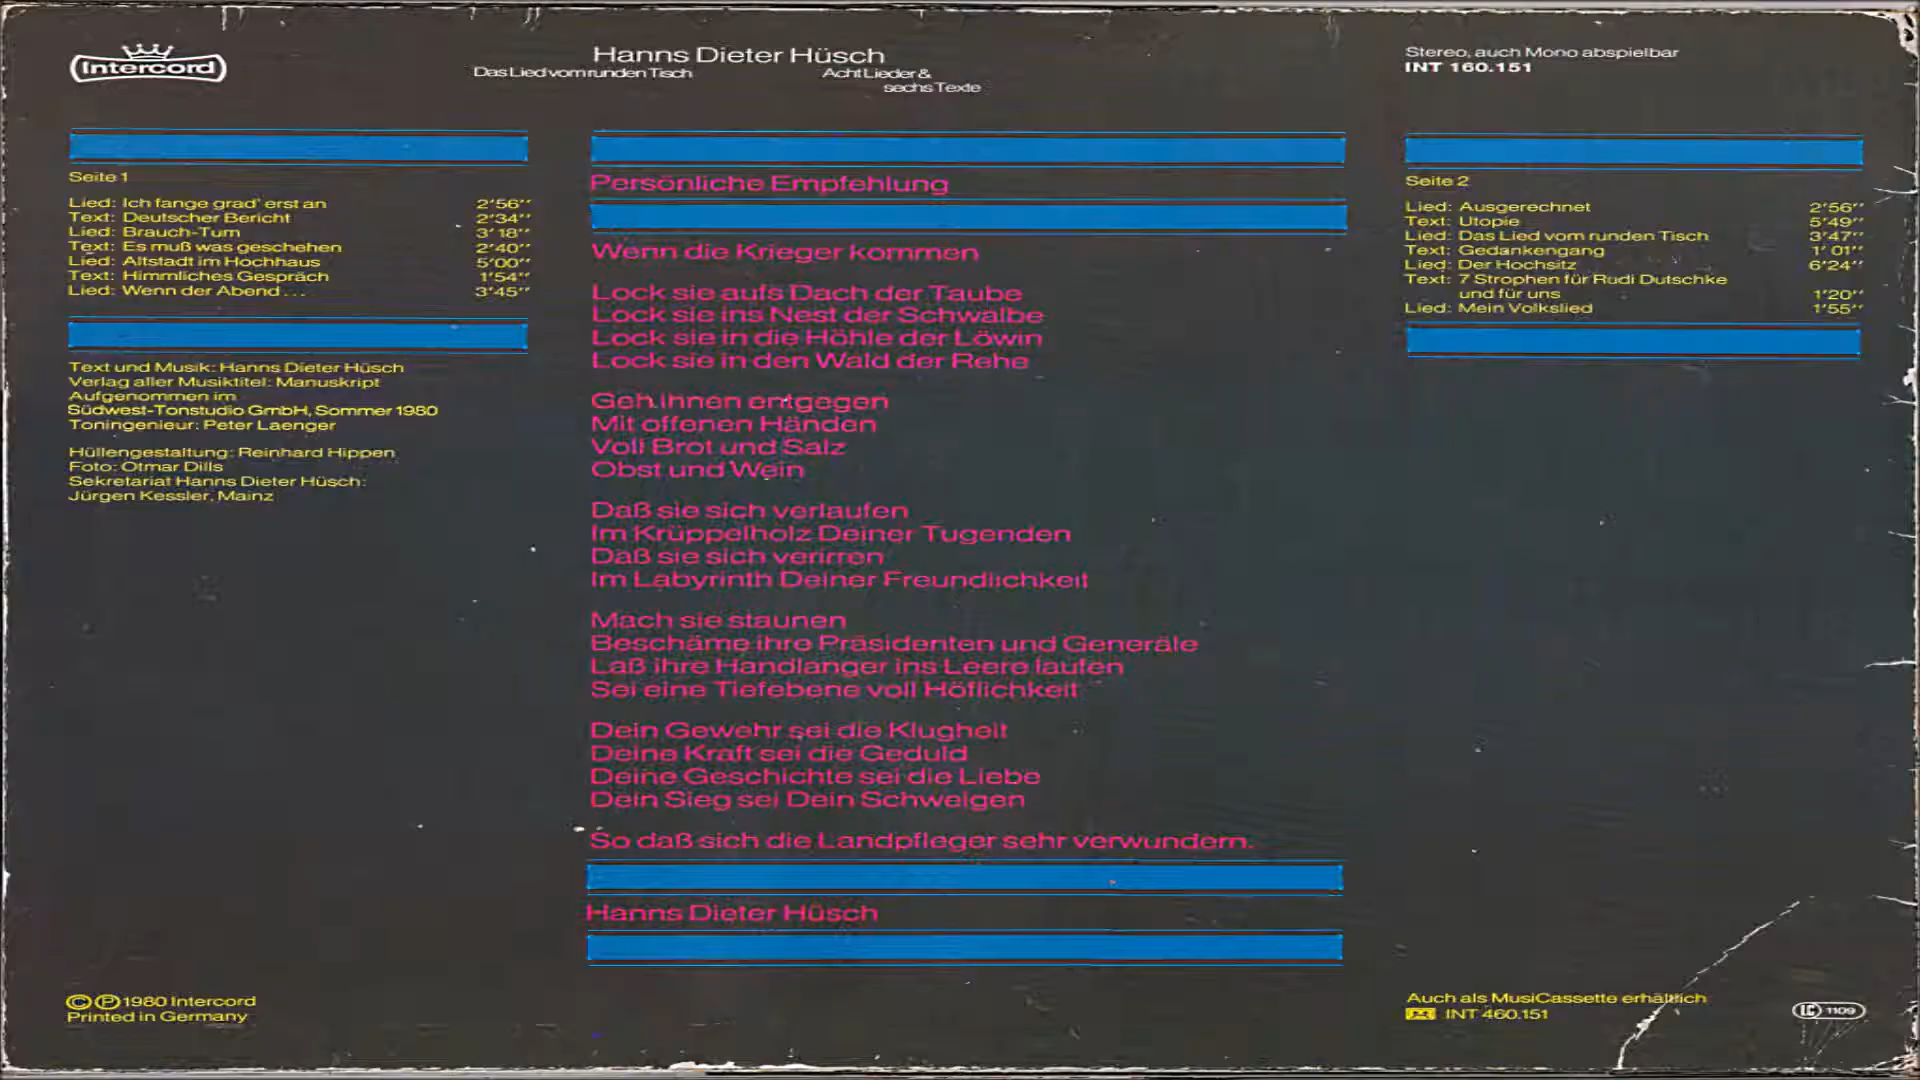 Intercord
Hanns Dieter Hüsch
Das Lied vom runden Tisch
Acht Lieder &
sechs Texte
Stereo, auch Mono abspielbar
INT 160.151
Seite 1
Lied: Ich fange grad' erst an 2'56''
Text: Deutscher Bericht 2'34''
Lied: Brauch-Tum 3'18''
Text: Es muß was geschehen 2'40''
Lied: Altstadt im Hochhaus 5'00''
Text: Himmliches Gespräch 1'54''
Lied: Wenn der Abend... 3'45''
Text und Musik: Hanns Dieter Hüsch
Verlag aller Musiktitel: Manuskript
Aufgenommen im
Südwest-Tonstudio GmbH, Sommer 1980
Toningenieur: Peter Laenger
Hüllengestaltung: Reinhard Hippen
Foto: Otmar Dills
Sekretariat Hanns Dieter Hüsch:
Jürgen Kessler, Mainz
Persönliche Empfehlung
Wenn die Krieger kommen
Lock sie aufs Dach der Taube
Lock sie ins Nest der Schwalbe
Lock sie in die Höhle der Löwin
Lock sie in den Wald der Rehe
Geh ihnen entgegen
Mit offenen Händen
Voll Brot und Salz
Obst und Wein
Daß sie sich verlaufen
Im Krüppelholz Deiner Tugenden
Daß sie sich verirren
Im Labyrinth Deiner Freundlichkeit
Mach sie staunen
Beschäme ihre Präsidenten und Generäle
Laß ihre Handlanger ins Leere laufen
Sei eine Tiefebene voll Höflichkeit
Dein Gewehr sei die Klugheit
Deine Kraft sei die Geduld
Deine Geschichte sei die Liebe
Dein Sieg sei Dein Schweigen
So daß sich die Landpfleger sehr verwundern.
Hanns Dieter Hüsch
Seite 2
Lied: Ausgerechnet 2'56''
Text: Utopie 5'49''
Lied: Das Lied vom runden Tisch 3'47''
Text: Gedankengang 1'01''
Lied: Der Hochsitz 6'24''
Text: 7 Strophen für Rudi Dutschke
und für uns 1'20''
Lied: Mein Volkslied 1'55''
© ℗ 1980 Intercord
Printed in Germany
Auch als MusiCassette erhältlich
INT 460.151
LC 1109